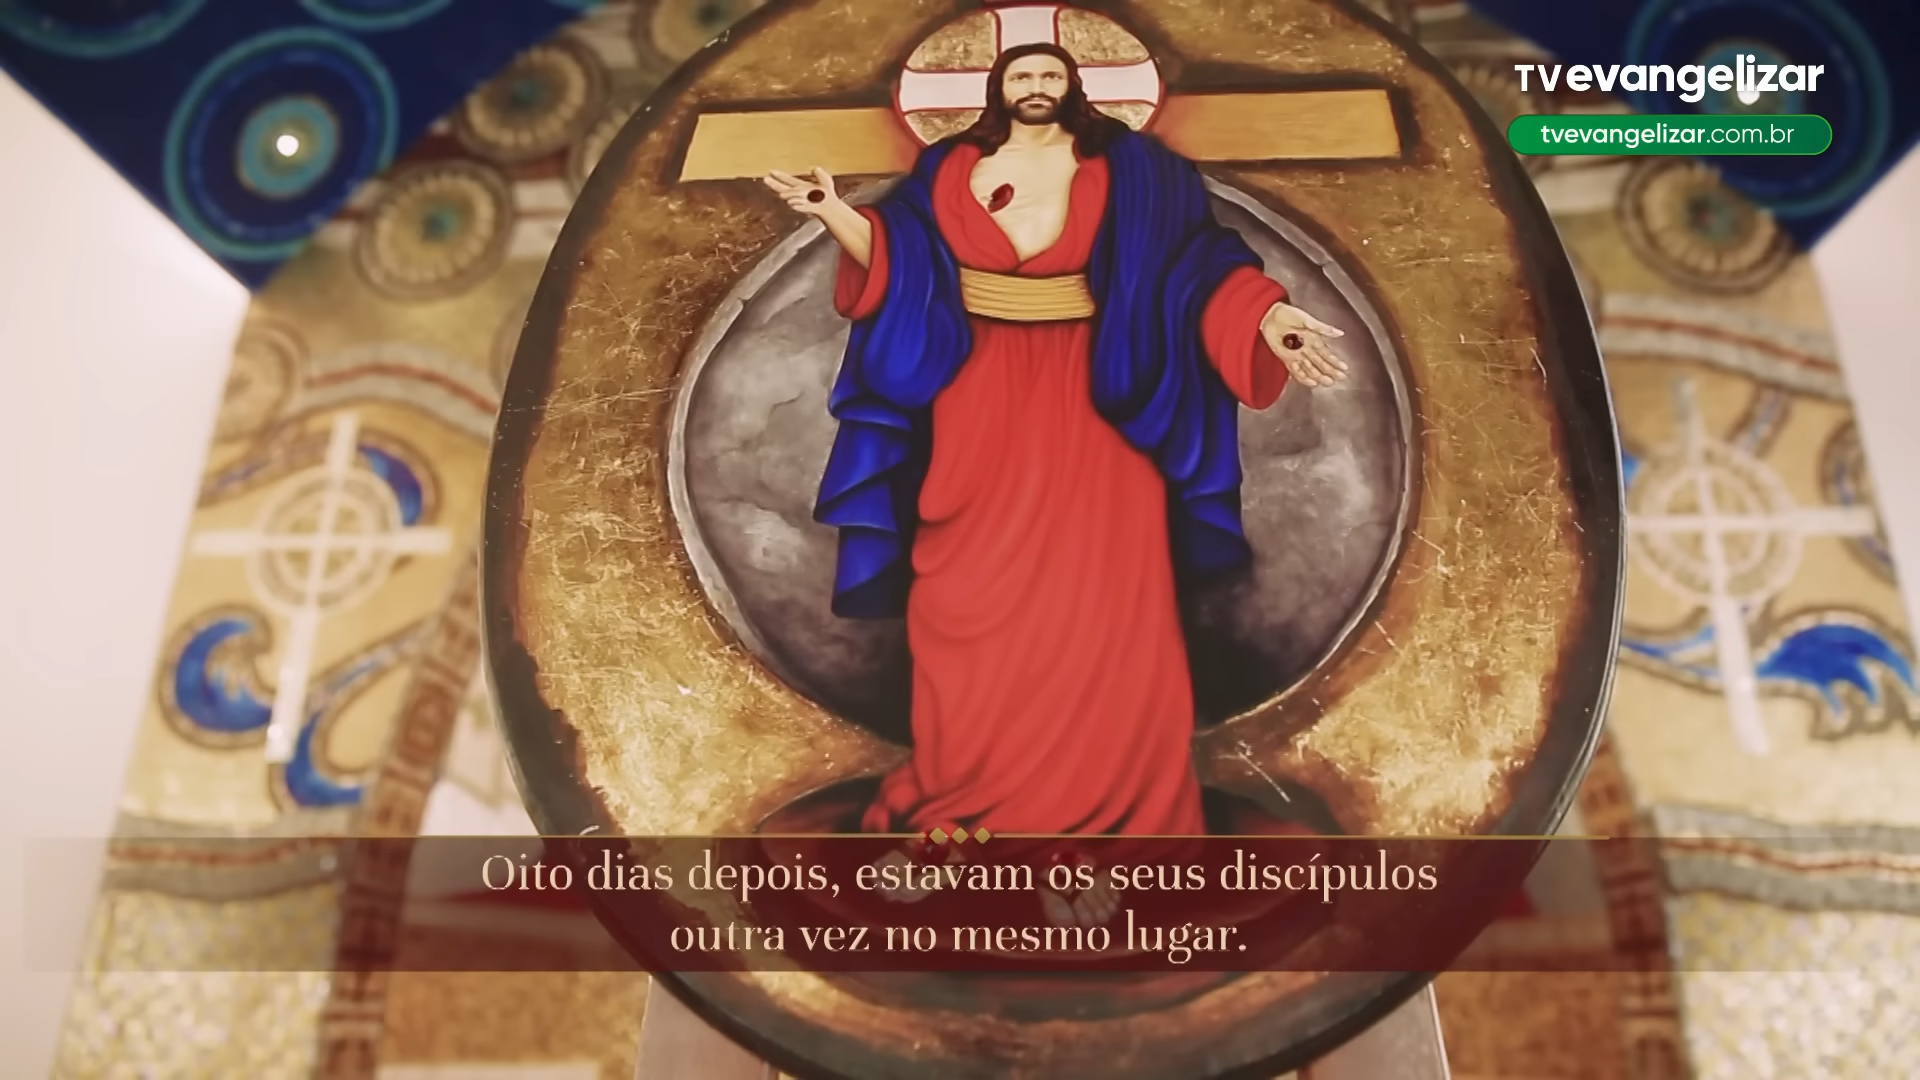 TVevangelizar
tvevangelizar.com.br
Oito dias depois, estavam os seus discípulos
outra vez no mesmo lugar.